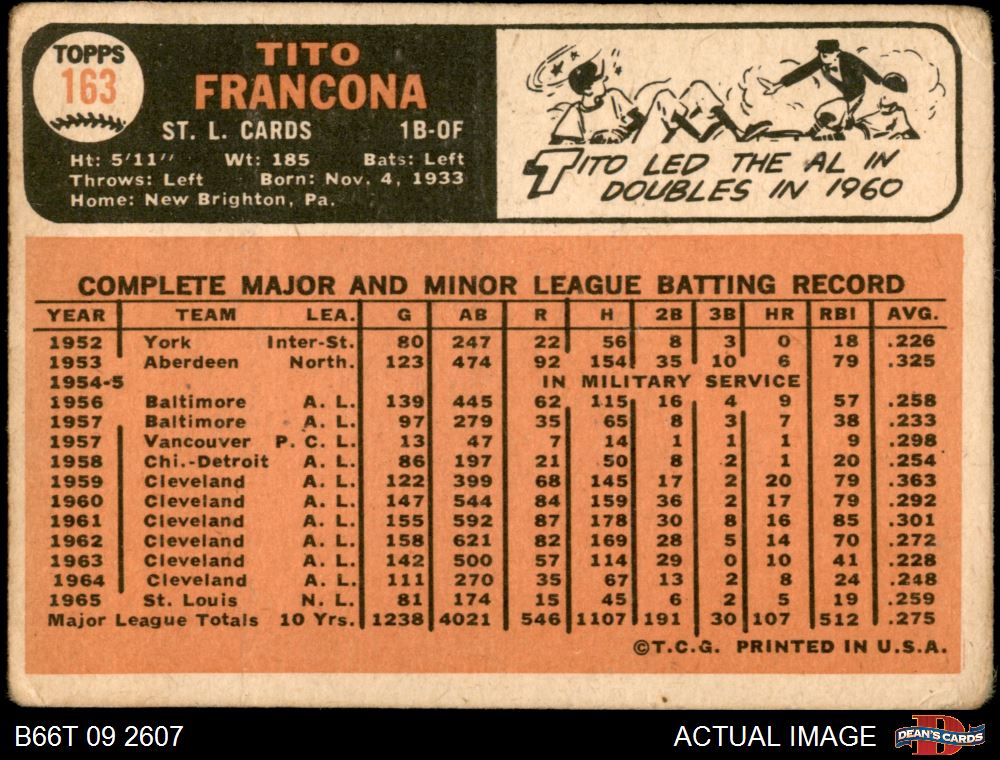 TOPPS
163
TITO
FRANCONA
ST. L. CARDS 1B-OF
Ht: 5'11" Wt: 185 Bats: Left
Throws: Left Born: Nov. 4, 1933
Home: New Brighton, Pa.
TITO LED THE AL IN
DOUBLES IN 1960
COMPLETE MAJOR AND MINOR LEAGUE BATTING RECORD
YEAR TEAM LEA. G AB R H 2B 3B HR RBI AVG.
1952 York Inter-St. 80 247 22 56 8 3 0 18 .226
1953 Aberdeen North. 123 474 92 154 35 10 6 79 .325
1954-5 IN MILITARY SERVICE
1956 Baltimore A. L. 139 445 62 115 16 4 9 57 .258
1957 Baltimore A. L. 97 279 35 65 8 3 7 38 .233
1957 Vancouver P. C. L. 13 47 7 14 1 1 1 9 .298
1958 Chi.-Detroit A. L. 86 197 21 50 8 2 1 20 .254
1959 Cleveland A. L. 122 399 68 145 17 2 20 79 .363
1960 Cleveland A. L. 147 544 84 159 36 2 17 79 .292
1961 Cleveland A. L. 155 592 87 178 30 8 16 85 .301
1962 Cleveland A. L. 158 621 82 169 28 5 14 70 .272
1963 Cleveland A. L. 142 500 57 114 29 0 10 41 .228
1964 Cleveland A. L. 111 270 35 67 13 2 8 24 .248
1965 St. Louis N. L. 81 174 15 45 6 2 5 19 .259
Major League Totals 10 Yrs. 1238 4021 546 1107 191 30 107 512 .275
©T.C.G. PRINTED IN U.S.A.
B66T 09 2607
ACTUAL IMAGE
D
DEAN'S CARDS